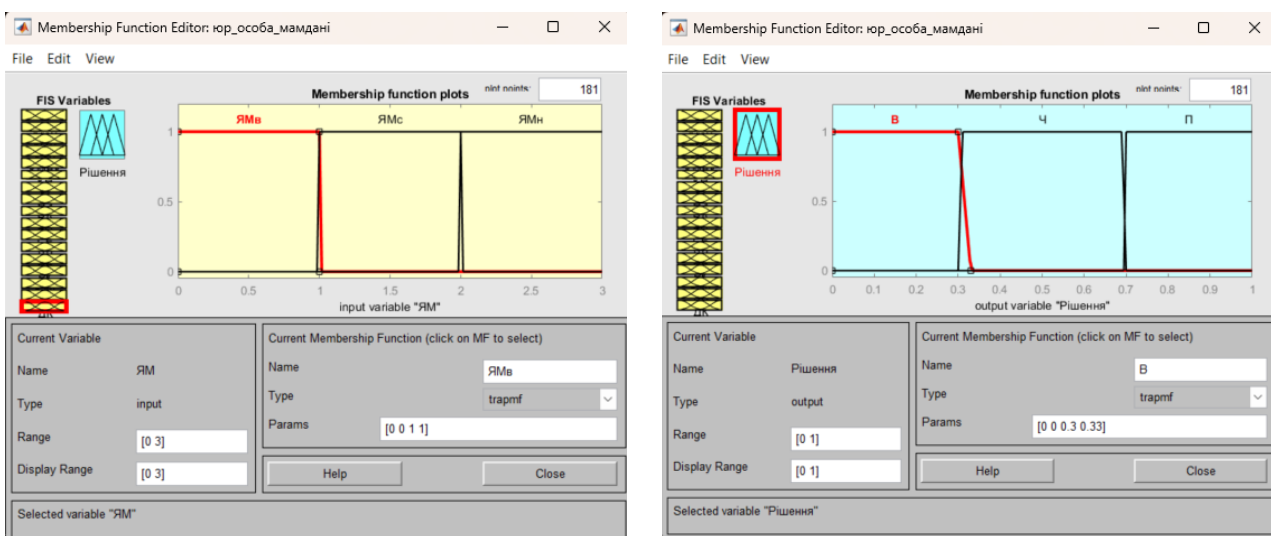 Membership Function Editor: юр_особа_мамдані
File Edit View
FIS Variables
Рішення
Membership function plots
plot points:
181
ЯМв
ЯМс
ЯМн
1
0.5
0
0
0.5
1
1.5
2
2.5
3
input variable "ЯМ"
Current Variable
Name ЯМ
Type input
Range [0 3]
Display Range [0 3]
Current Membership Function (click on MF to select)
Name ЯМв
Type trapmf
Params [0 0 1 1]
Help
Close
Selected variable "ЯМ"
Membership Function Editor: юр_особа_мамдані
File Edit View
FIS Variables
Рішення
Membership function plots
plot points:
181
В
Ч
П
1
0.5
0
0
0.1
0.2
0.3
0.4
0.5
0.6
0.7
0.8
0.9
1
output variable "Рішення"
Current Variable
Name Рішення
Type output
Range [0 1]
Display Range [0 1]
Current Membership Function (click on MF to select)
Name В
Type trapmf
Params [0 0 0.3 0.33]
Help
Close
Selected variable "Рішення"